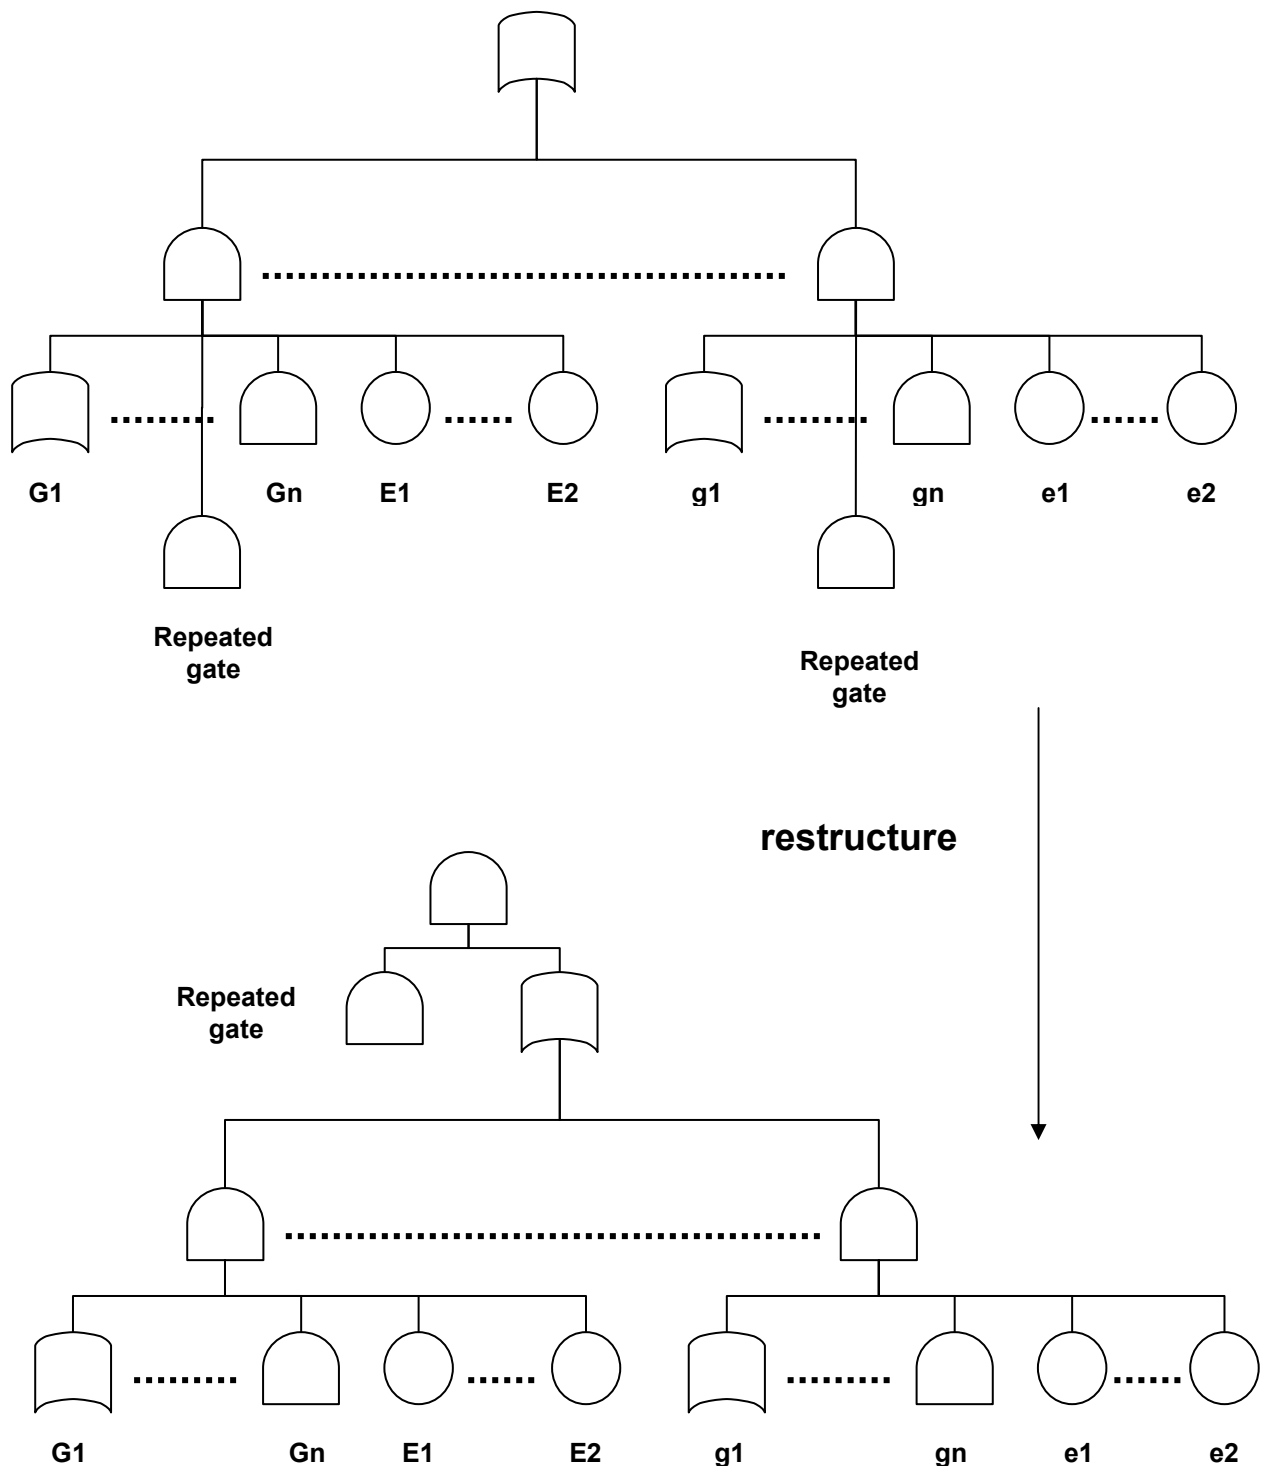 G1 Gn E1 E2 g1 gn e1 e2
Repeated
gate
Repeated
gate
restructure
Repeated
gate
G1 Gn E1 E2 g1 gn e1 e2